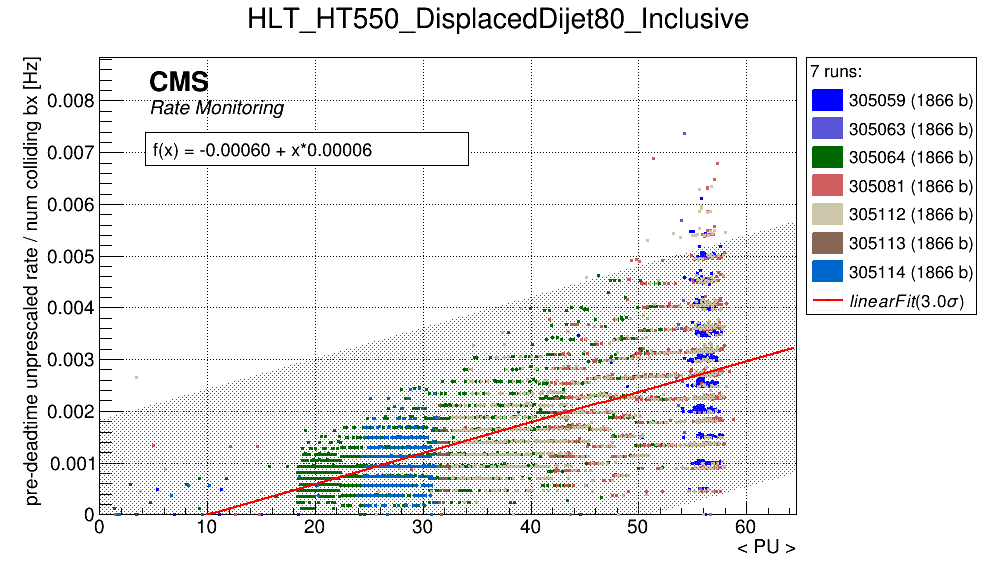 HLT_HT550_DisplacedDijet80_Inclusive
pre-deadtime unprescaled rate / num colliding bx [Hz]
CMS
Rate Monitoring
f(x) = -0.00060 + x*0.00006
0.008
0.007
0.006
0.005
0.004
0.003
0.002
0.001
0
0 10 20 30 40 50 60
< PU >
7 runs:
305059 (1866 b)
305063 (1866 b)
305064 (1866 b)
305081 (1866 b)
305112 (1866 b)
305113 (1866 b)
305114 (1866 b)
linearFit(3.0σ)